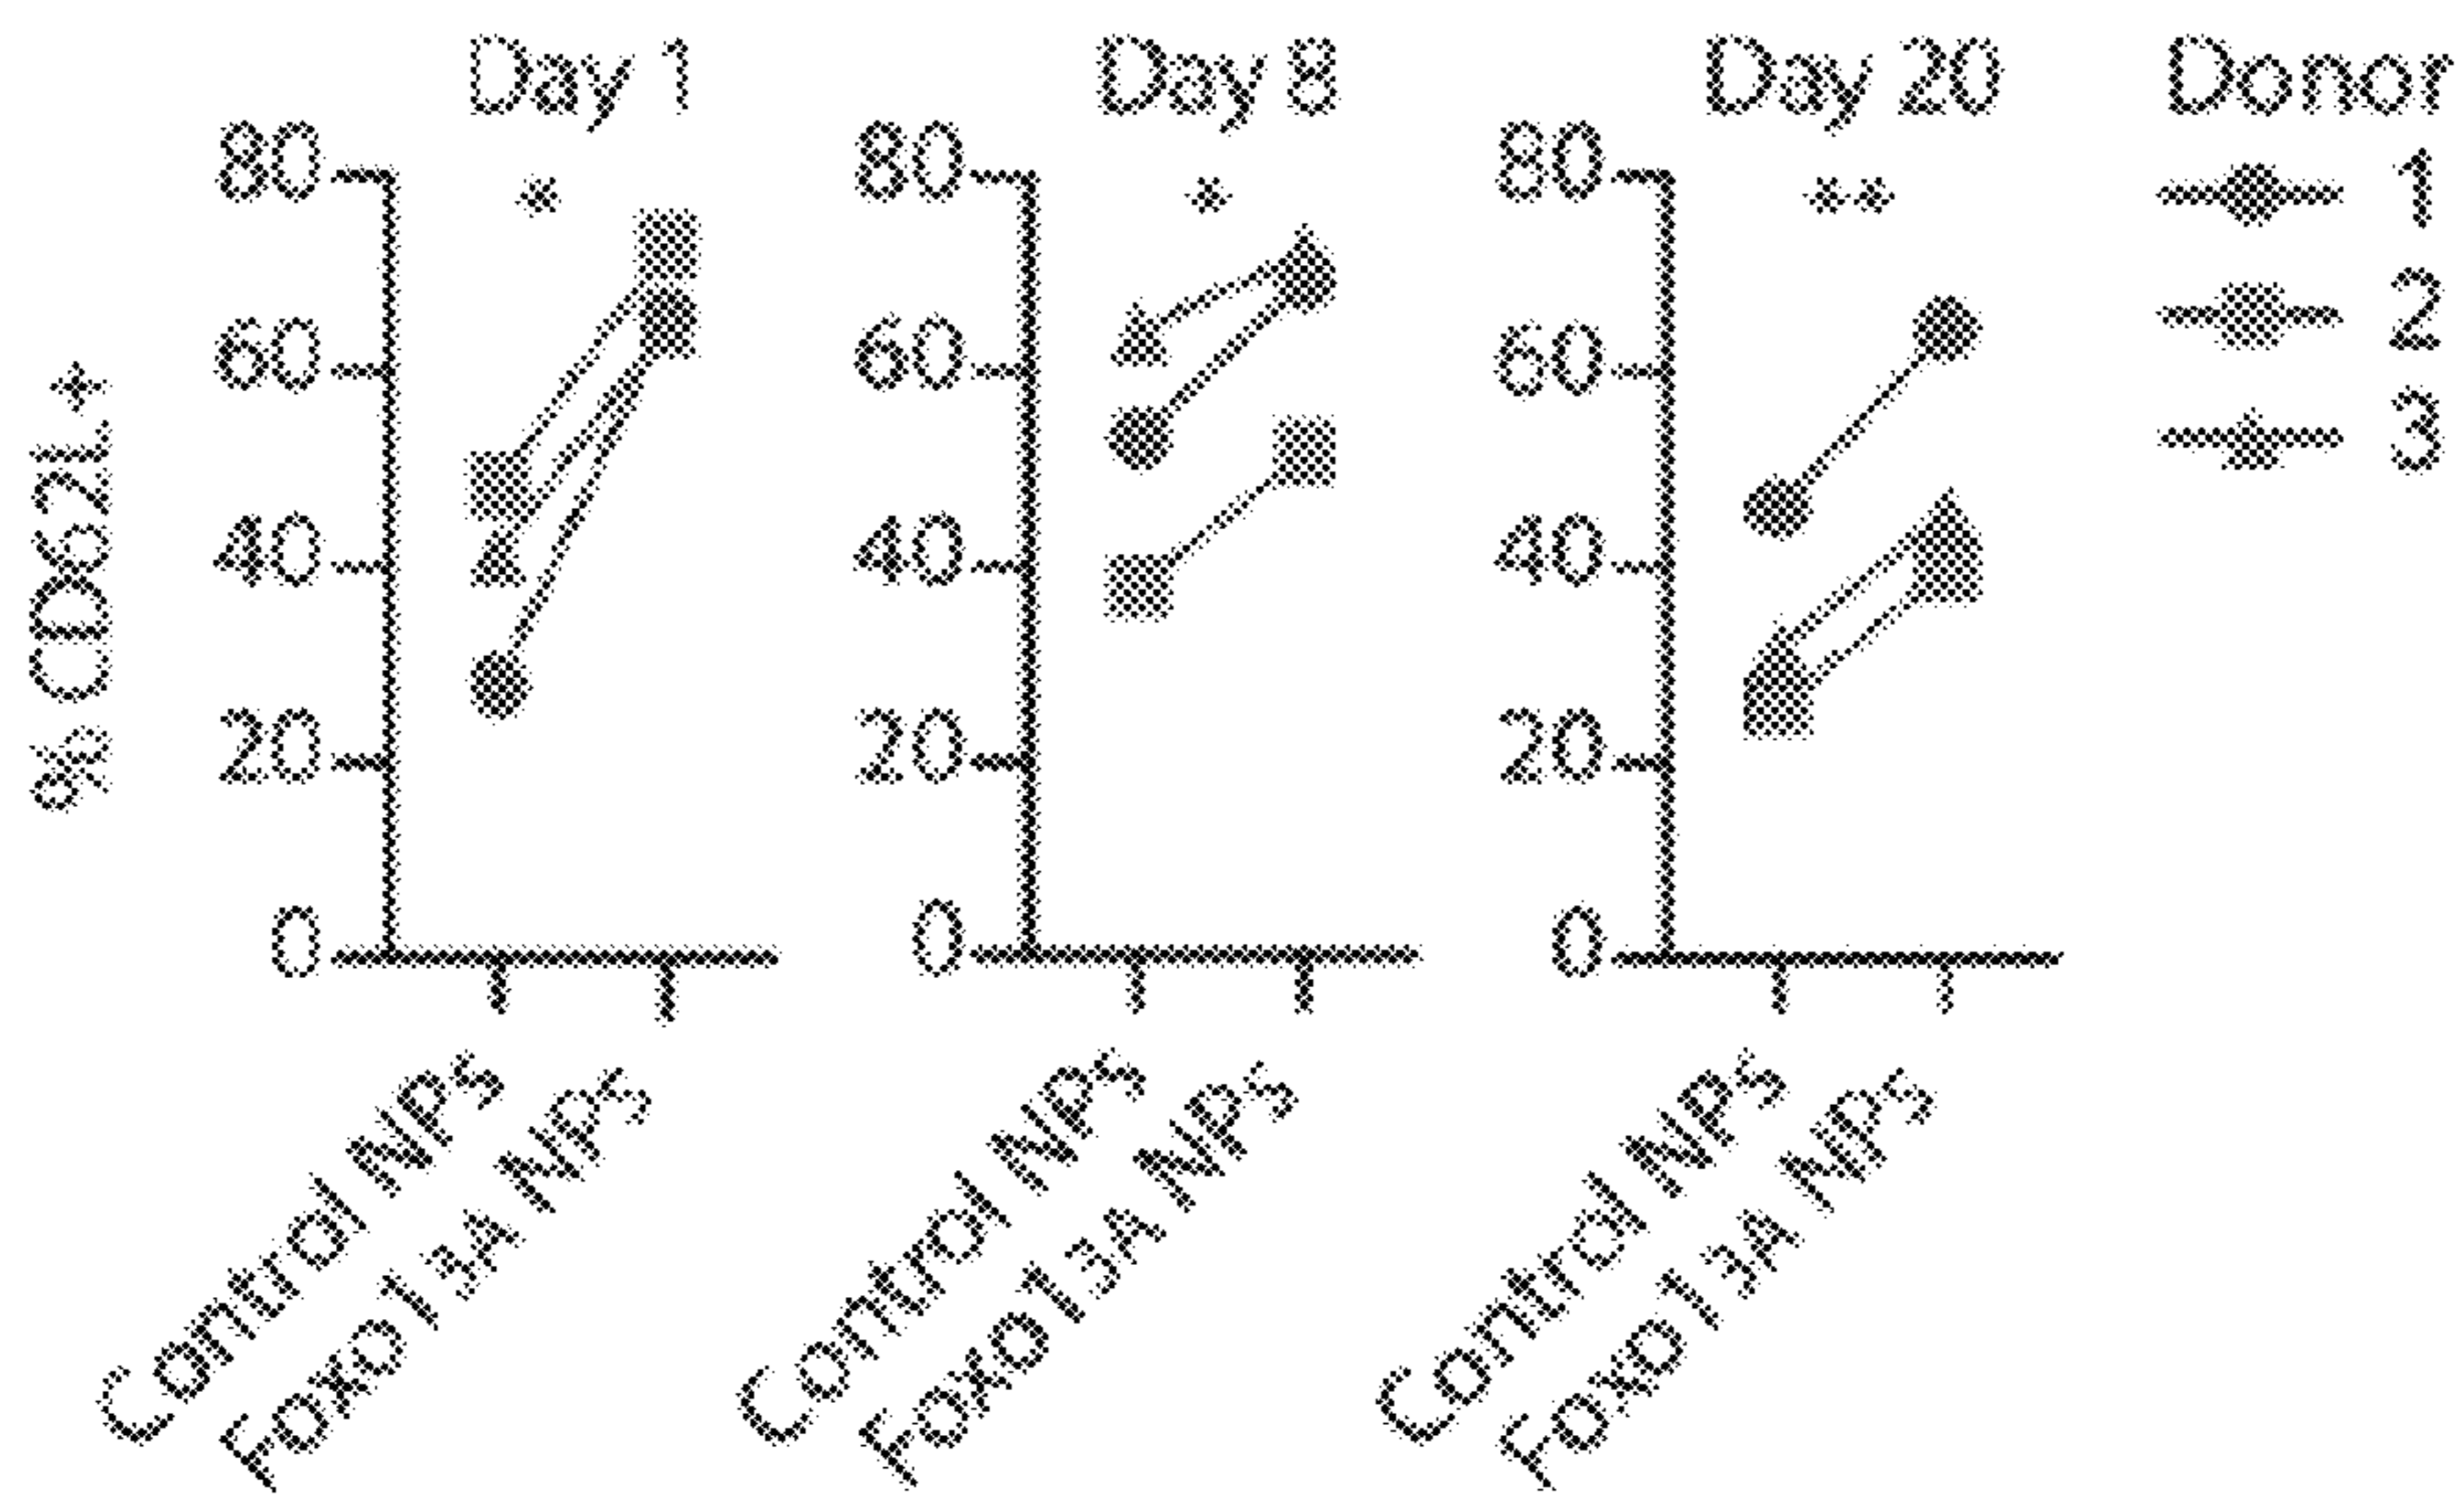 Day 1 Day 8 Day 20 Donor
* * **
80 80 80 1
60 60 60 2
40 40 40 3
20 20 20
0 0 0
% CD62L+
Control NPs Control NPs Control NPs
Foxo1 3A NPs Foxo1 3A NPs Foxo1 3A NPs